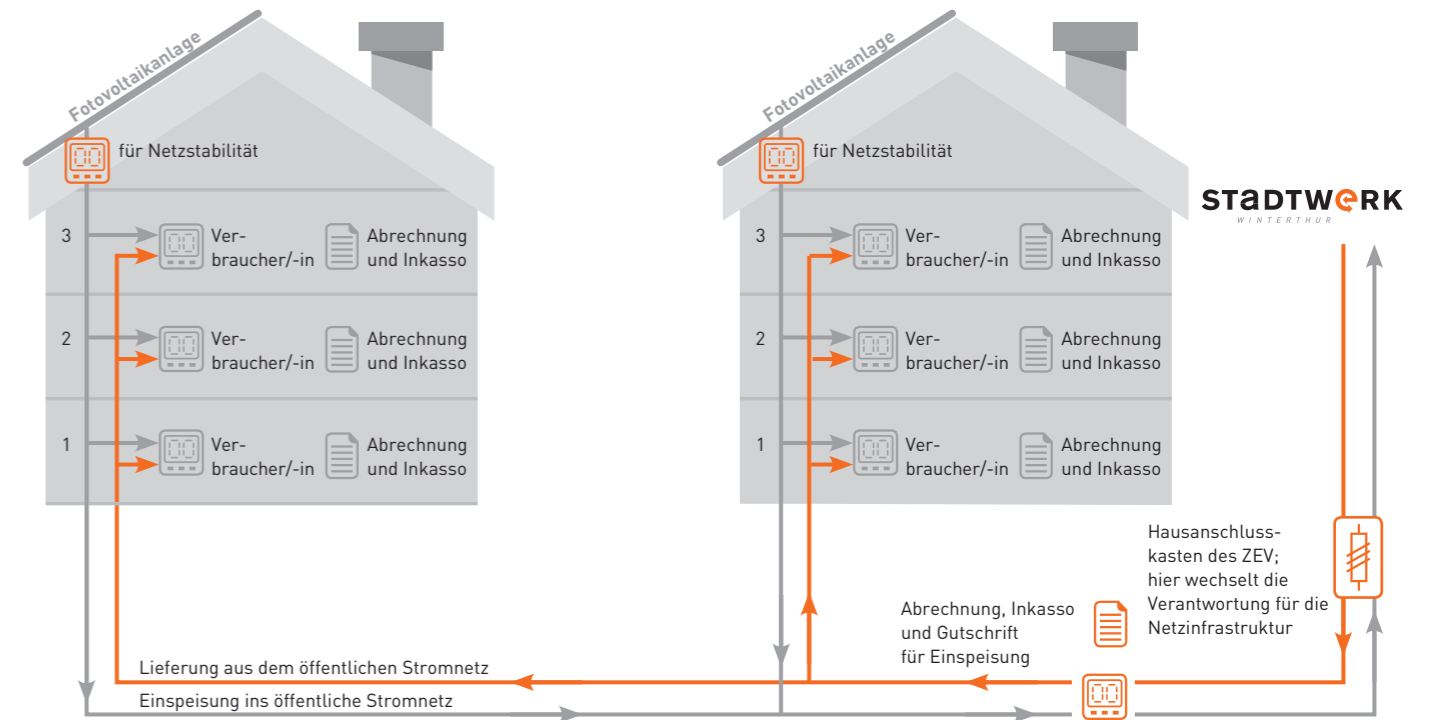 Fotovoltaikanlage
für Netzstabilität
3
Ver-
braucher/-in
Abrechnung
und Inkasso
2
Ver-
braucher/-in
Abrechnung
und Inkasso
1
Ver-
braucher/-in
Abrechnung
und Inkasso
Fotovoltaikanlage
für Netzstabilität
3
Ver-
braucher/-in
Abrechnung
und Inkasso
2
Ver-
braucher/-in
Abrechnung
und Inkasso
1
Ver-
braucher/-in
Abrechnung
und Inkasso
STADTWERK
WINTERTHUR
Hausanschluss-
kasten des ZEV;
hier wechselt die
Verantwortung für die
Netzinfrastruktur
Abrechnung, Inkasso
und Gutschrift
für Einspeisung
Lieferung aus dem öffentlichen Stromnetz
Einspeisung ins öffentliche Stromnetz